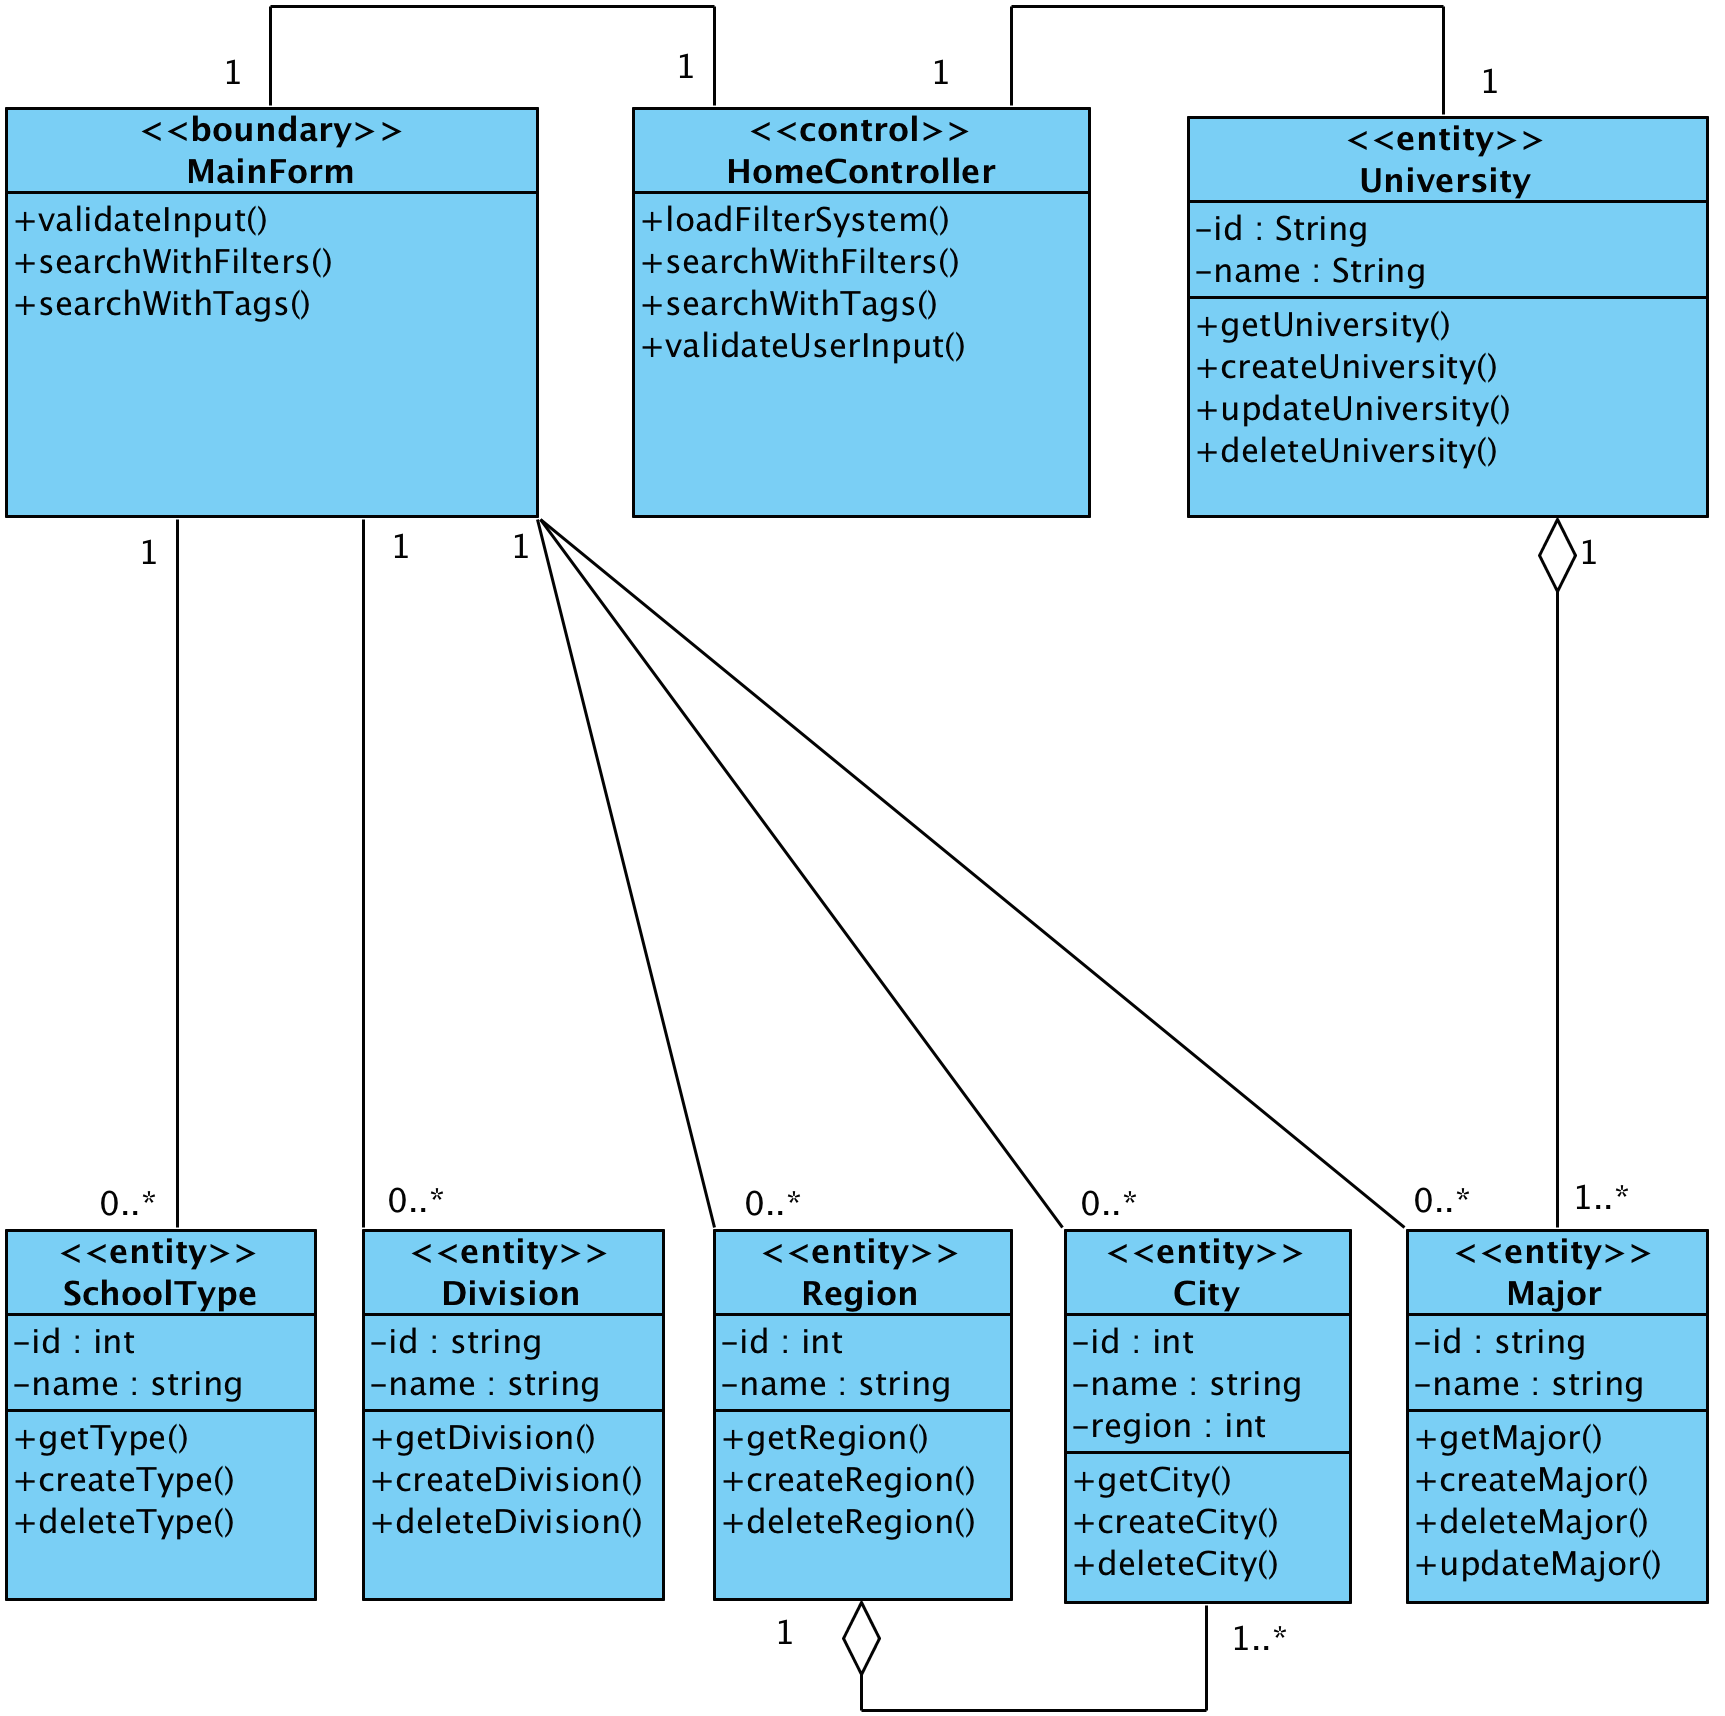 1
1
1
1
<<boundary>>
MainForm
+validateInput()
+searchWithFilters()
+searchWithTags()
<<control>>
HomeController
+loadFilterSystem()
+searchWithFilters()
+searchWithTags()
+validateUserInput()
<<entity>>
University
-id : String
-name : String
+getUniversity()
+createUniversity()
+updateUniversity()
+deleteUniversity()
1
1
1
1
0..*
0..*
0..*
0..*
0..*
1..*
<<entity>>
SchoolType
-id : int
-name : string
+getType()
+createType()
+deleteType()
<<entity>>
Division
-id : string
-name : string
+getDivision()
+createDivision()
+deleteDivision()
<<entity>>
Region
-id : int
-name : string
+getRegion()
+createRegion()
+deleteRegion()
<<entity>>
City
-id : int
-name : string
-region : int
+getCity()
+createCity()
+deleteCity()
<<entity>>
Major
-id : string
-name : string
+getMajor()
+createMajor()
+deleteMajor()
+updateMajor()
1
1..*